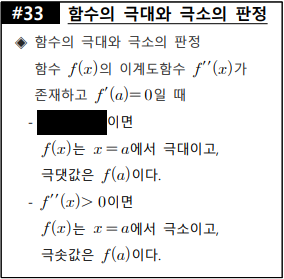 #33 함수의 극대와 극소의 판정
◈ 함수의 극대와 극소의 판정
함수 f(x)의 이계도함수 f''(x)가
존재하고 f'(a)=0일 때
- 이면
f(x)는 x=a에서 극대이고,
극댓값은 f(a)이다.
- f''(x)>0이면
f(x)는 x=a에서 극소이고,
극솟값은 f(a)이다.